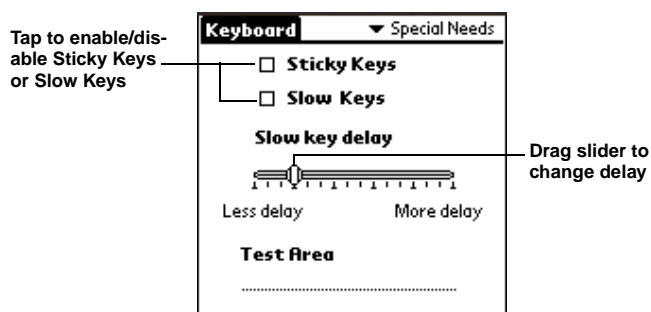 Tap to enable/dis-
able Sticky Keys
or Slow Keys
Keyboard
Special Needs
Sticky Keys
Slow Keys
Slow key delay
Drag slider to
change delay
Less delay
More delay
Test Area